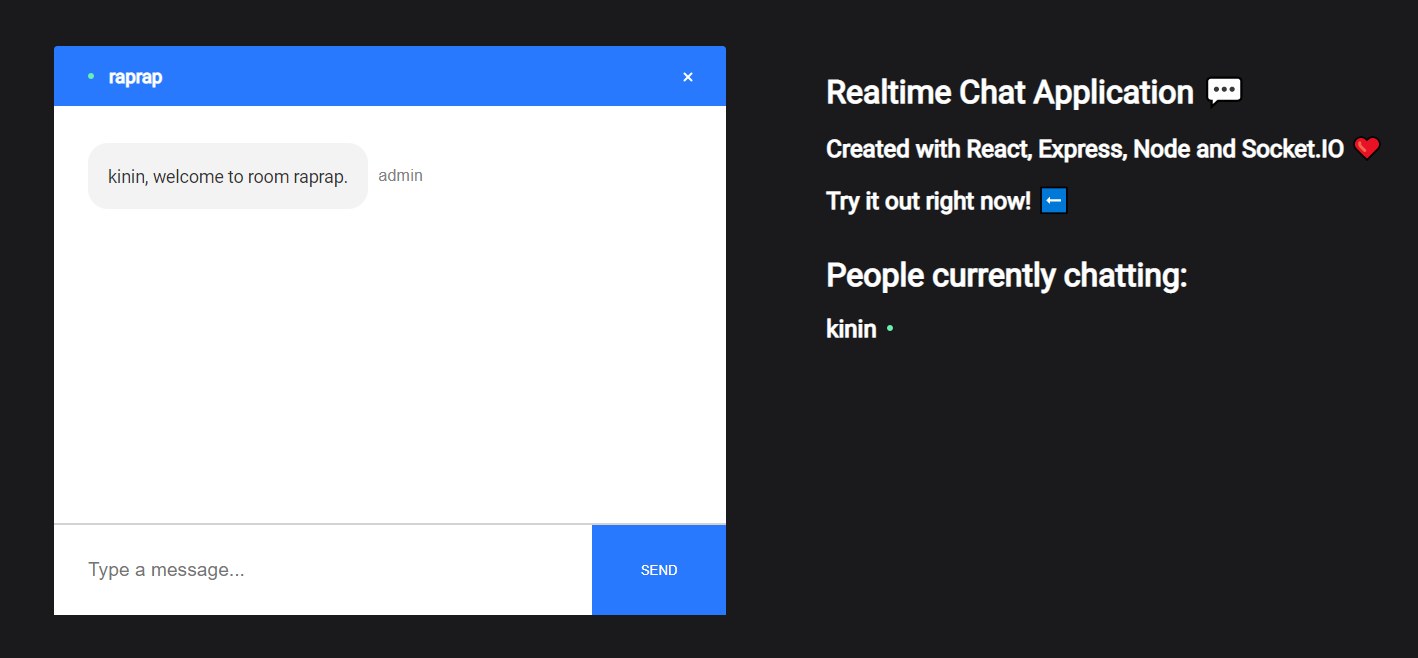 raprap
×
kinin, welcome to room raprap.
admin
Type a message...
SEND
Realtime Chat Application 💬
Created with React, Express, Node and Socket.IO ❤️
Try it out right now! ⬅️
People currently chatting:
kinin